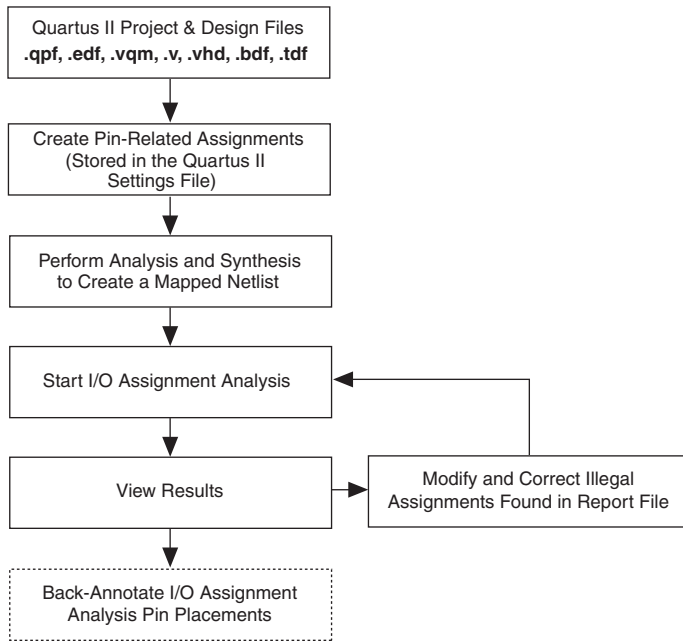 Quartus II Project & Design Files
.qpf, .edf, .vqm, .v, .vhd, .bdf, .tdf
Create Pin-Related Assignments
(Stored in the Quartus II
Settings File)
Perform Analysis and Synthesis
to Create a Mapped Netlist
Start I/O Assignment Analysis
View Results
Modify and Correct Illegal
Assignments Found in Report File
Back-Annotate I/O Assignment
Analysis Pin Placements